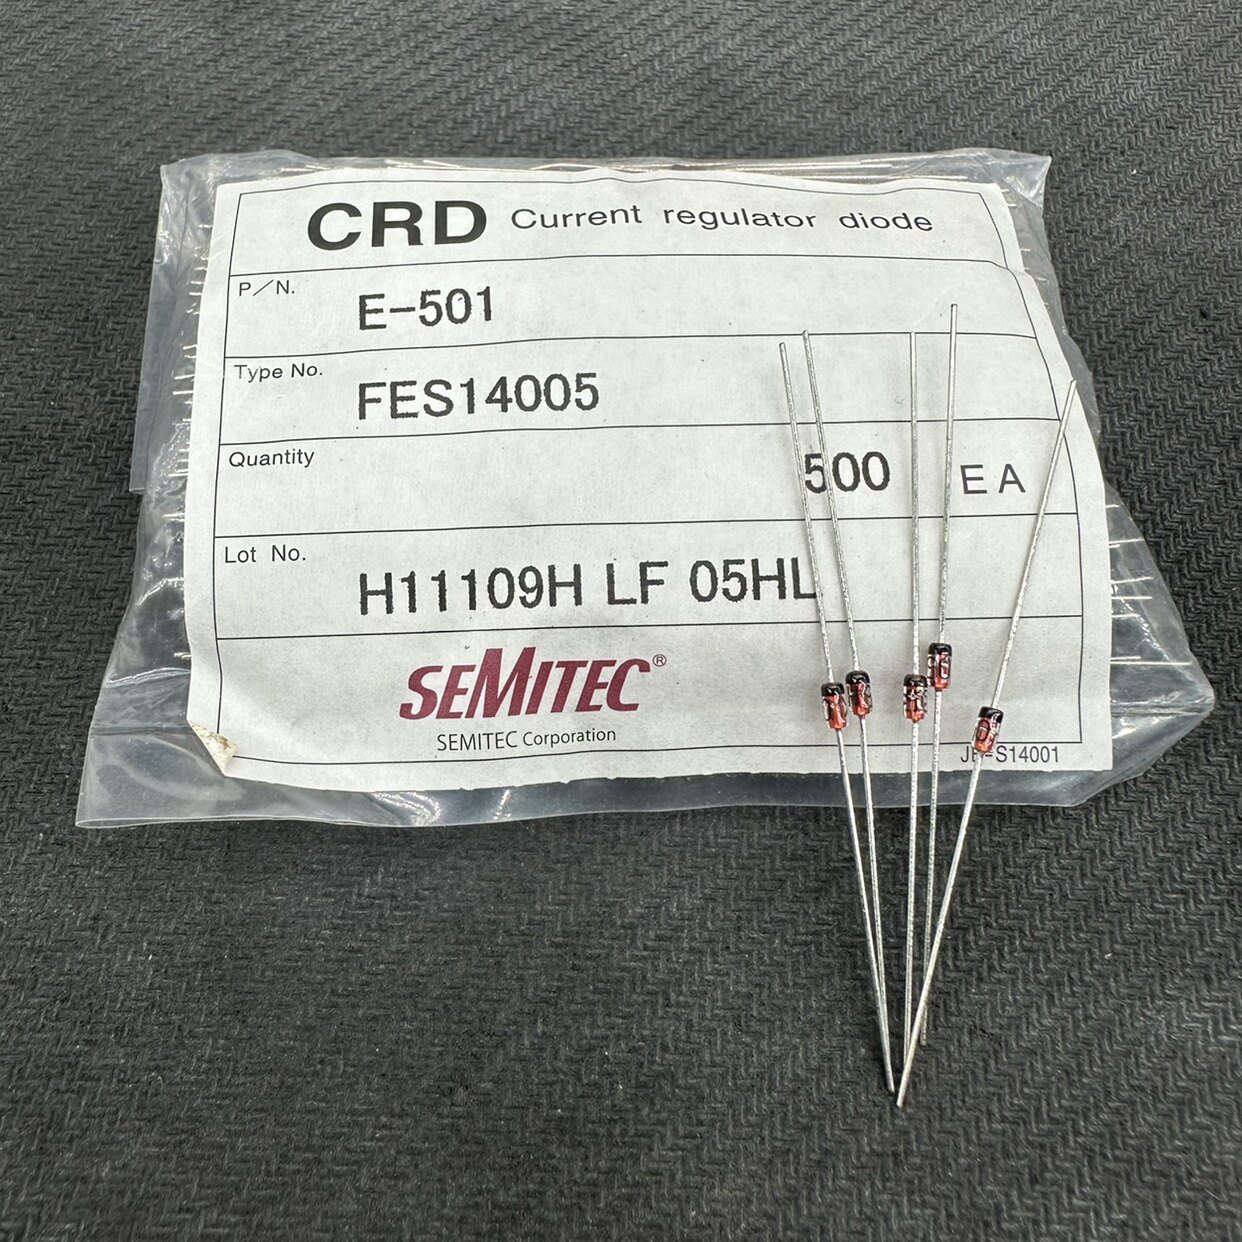 CRD Current regulator diode
P/N. E-501
Type No. FES14005
Quantity 500 EA
Lot No. H11109H LF 05HL
SEMITEC®
SEMITEC Corporation